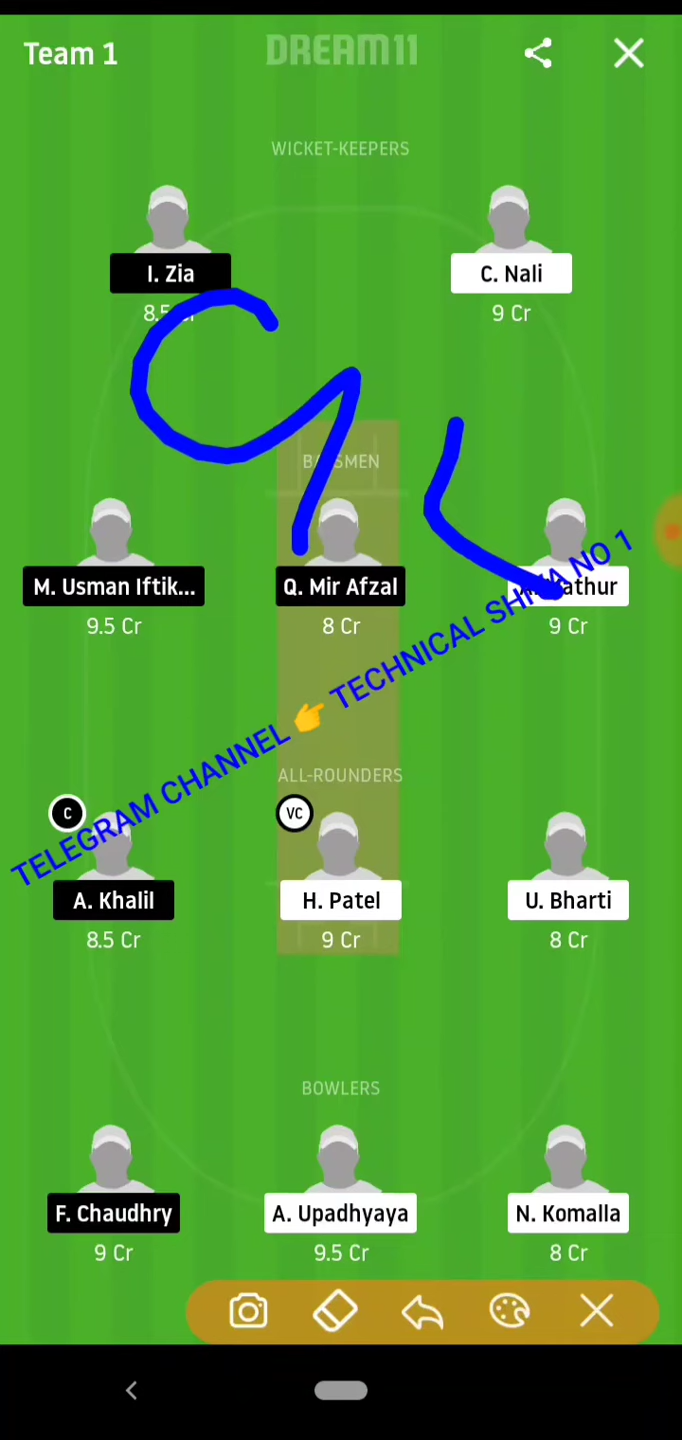 Team 1
DREAM11
WICKET-KEEPERS
I. Zia
C. Nali
9 Cr
BATSMEN
M. Usman Iftik...
Q. Mir Afzal
9.5 Cr
8 Cr
9 Cr
TELEGRAM CHANNEL 👉 TECHNICAL SHIHA NO 1
ALL-ROUNDERS
C
VC
A. Khalil
H. Patel
U. Bharti
8.5 Cr
9 Cr
8 Cr
BOWLERS
F. Chaudhry
A. Upadhyaya
N. Komalla
9 Cr
9.5 Cr
8 Cr